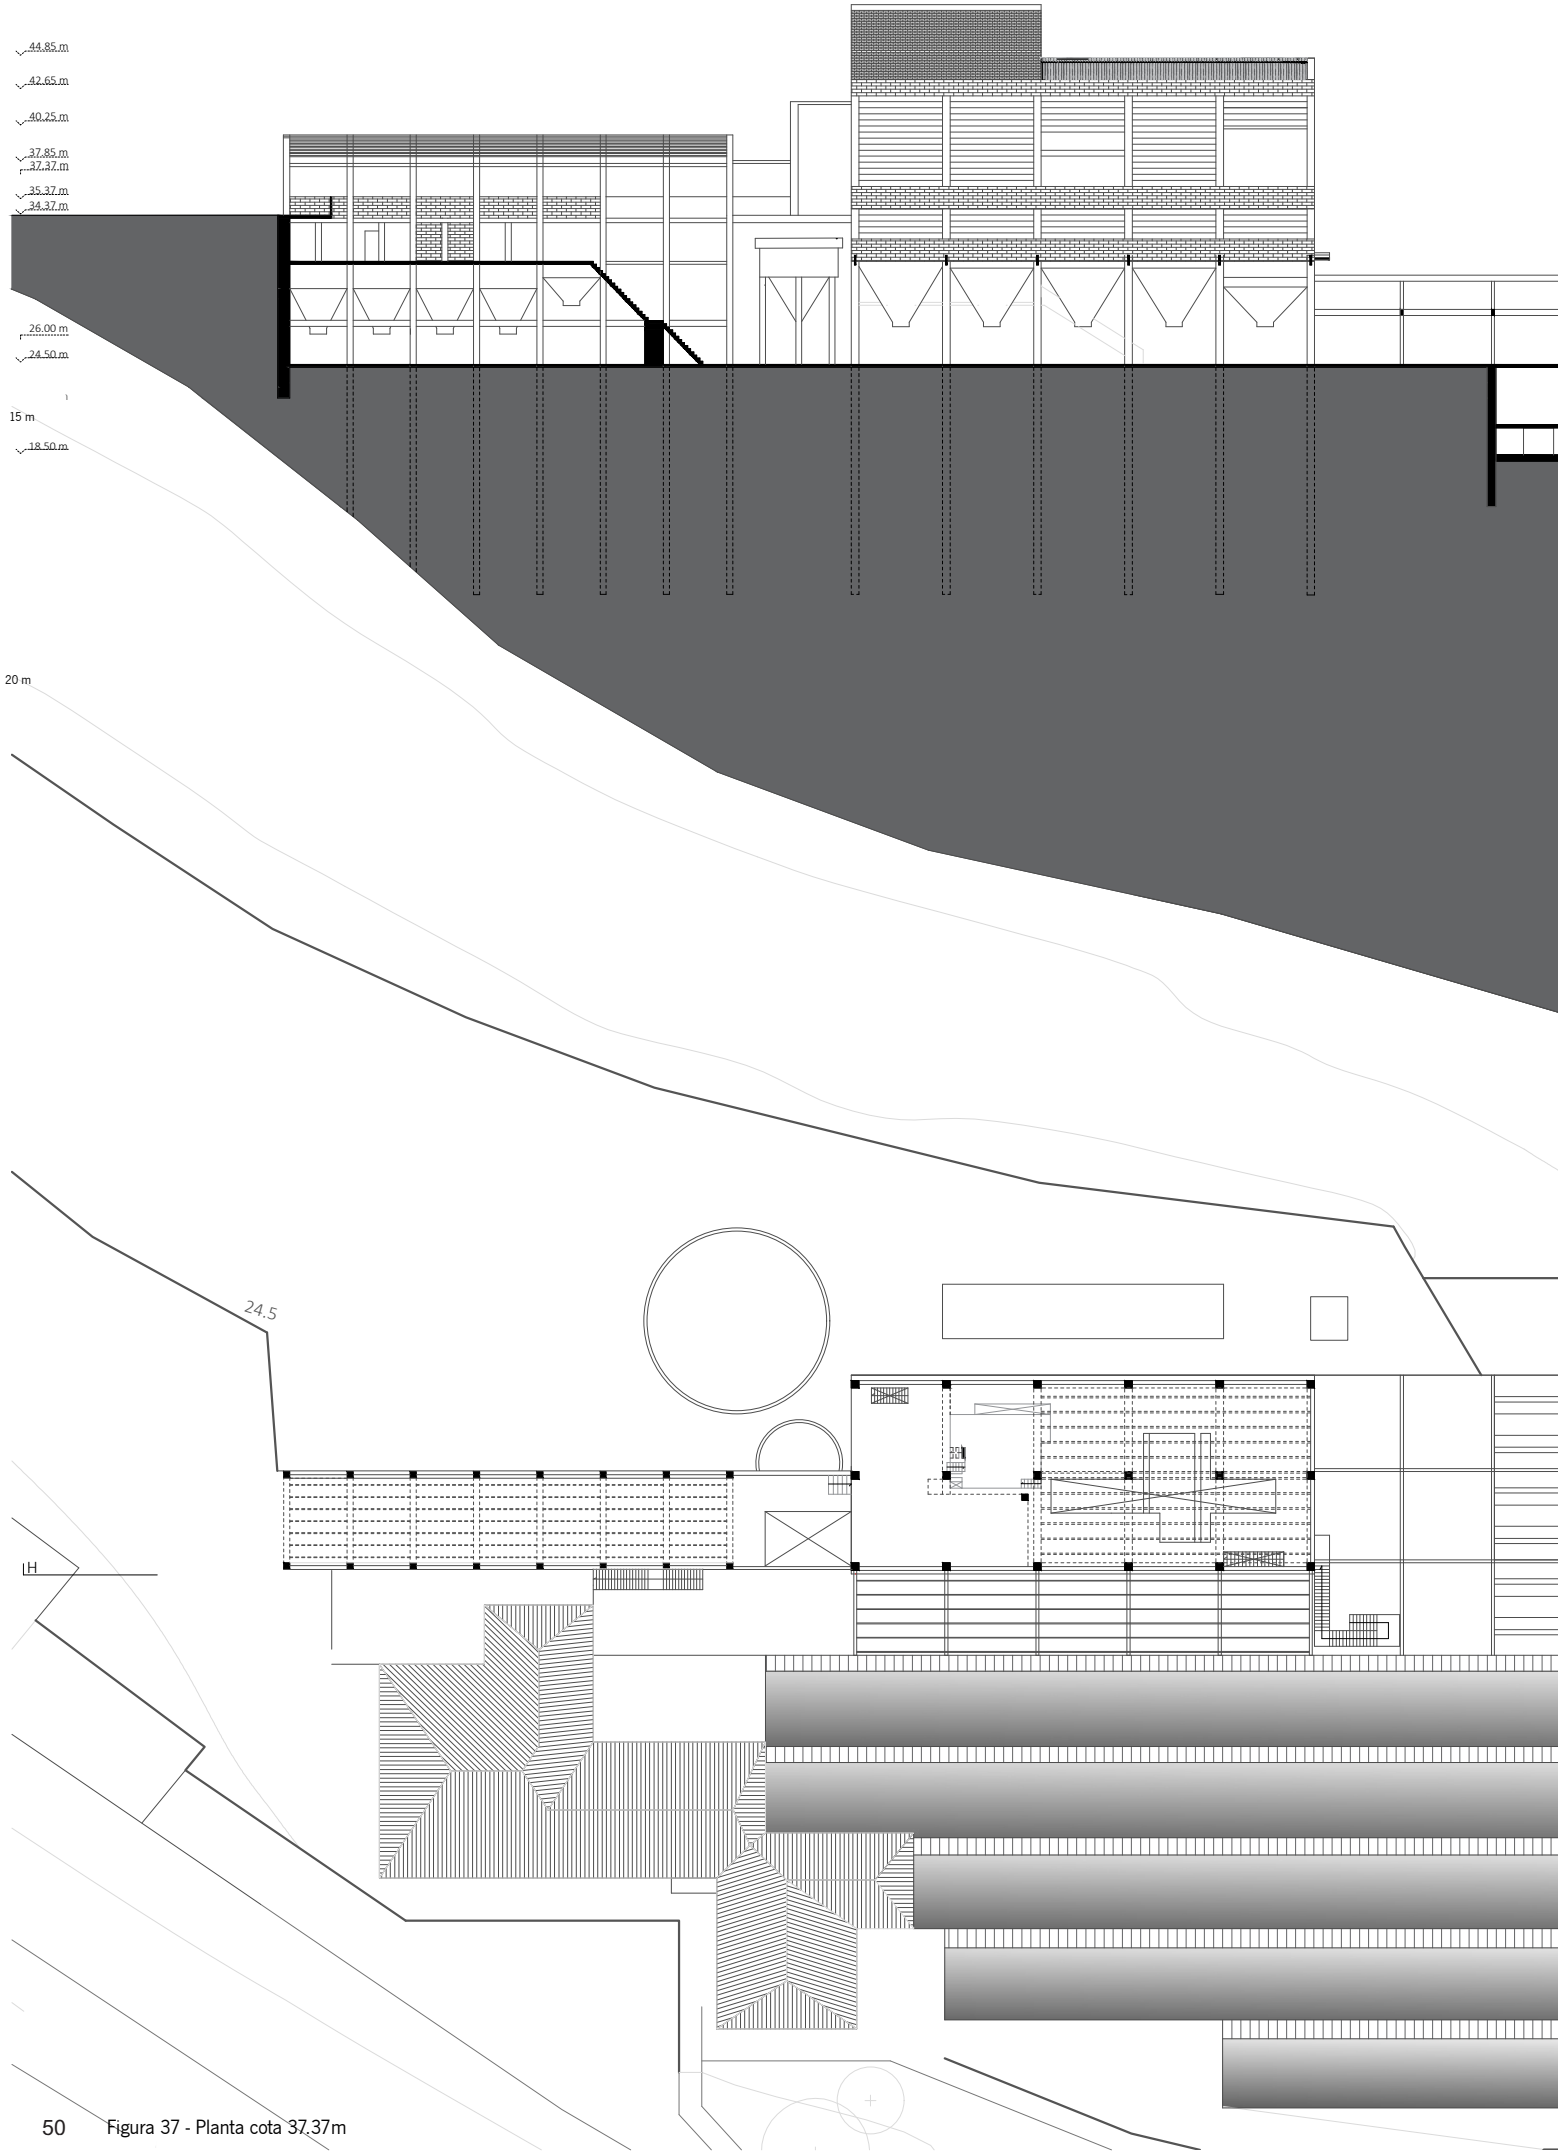 44.85 m
42.65 m
40.25 m
37.85 m
37.37 m
35.37 m
34.37 m
26.00 m
24.50 m
15 m
18.50 m
20 m
24.5
H
50 Figura 37 - Planta cota 37.37m